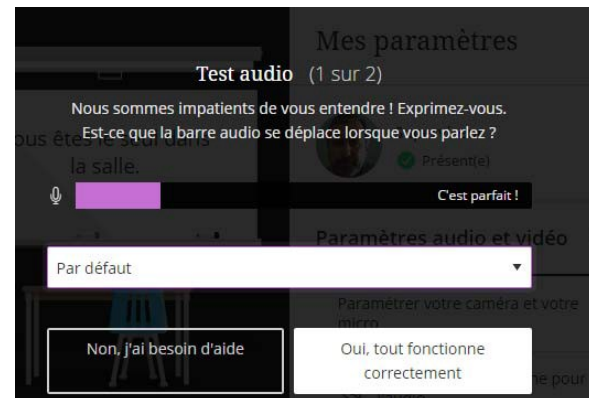 Mes paramètres
Test audio (1 sur 2)
Nous sommes impatients de vous entendre ! Exprimez-vous.
Est-ce que la barre audio se déplace lorsque vous parlez ?
ous êtes le seul dans
la salle.
Présent(e)
C'est parfait !
Paramètres audio et vidéo
Par défaut
Paramétrer votre caméra et votre
micro
Non, j'ai besoin d'aide
Oui, tout fonctionne
correctement
ne pour